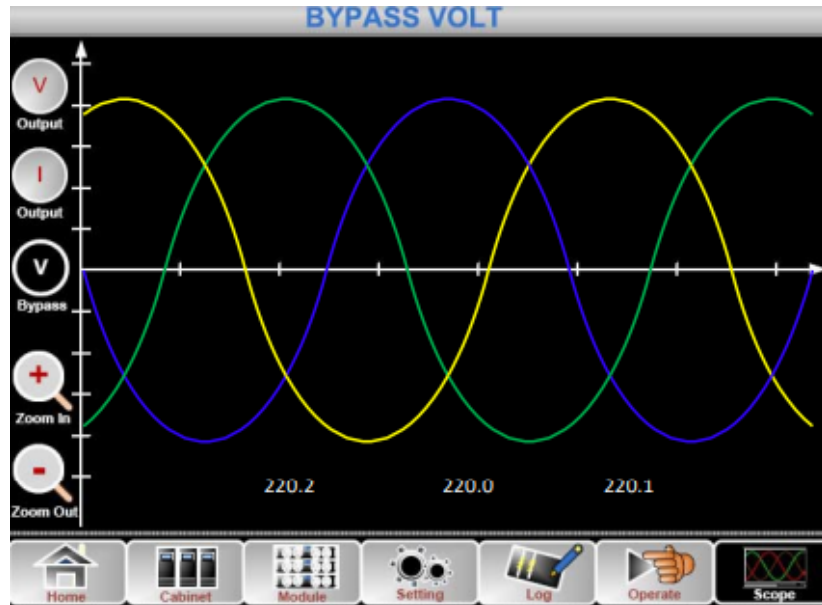 BYPASS VOLT
V
Output
I
Output
V
Bypass
+
Zoom In
-
Zoom Out
220.2 220.0 220.1
Home Cabinet Module Setting Log Operate Scope